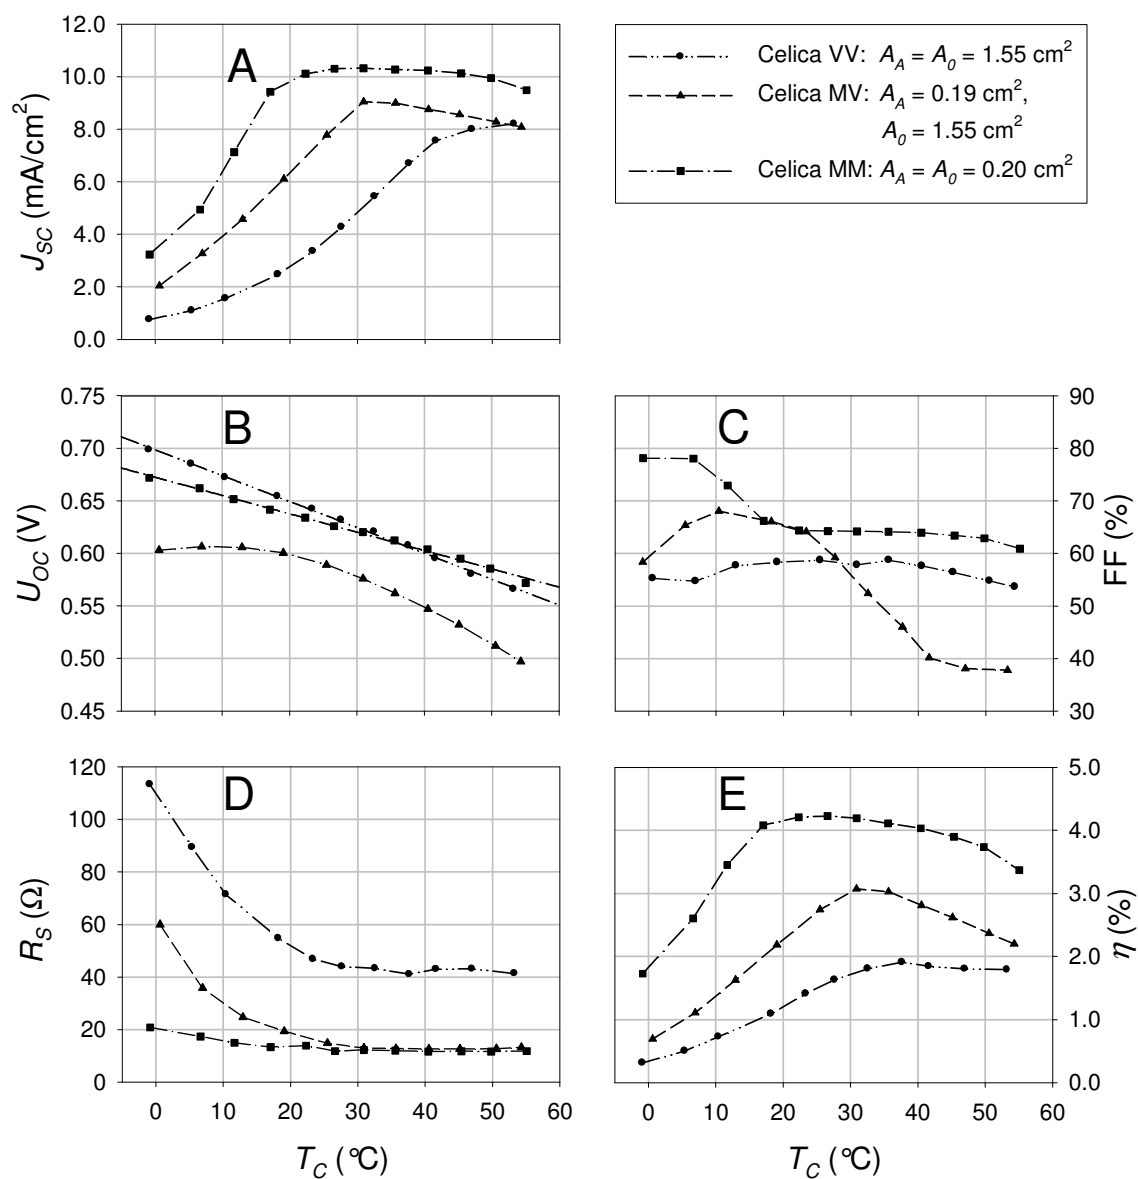 12.0
10.0
8.0
6.0
4.0
2.0
0.0
J_SC (mA/cm²)
A
Celica VV: A_A = A_0 = 1.55 cm²
Celica MV: A_A = 0.19 cm²,
A_0 = 1.55 cm²
Celica MM: A_A = A_0 = 0.20 cm²
0.75
0.70
0.65
0.60
0.55
0.50
0.45
U_OC (V)
B
C
90
80
70
60
50
40
30
FF (%)
120
100
80
60
40
20
0
R_S (Ω)
D
0 10 20 30 40 50 60
T_C (°C)
E
5.0
4.0
3.0
2.0
1.0
0.0
η (%)
0 10 20 30 40 50 60
T_C (°C)